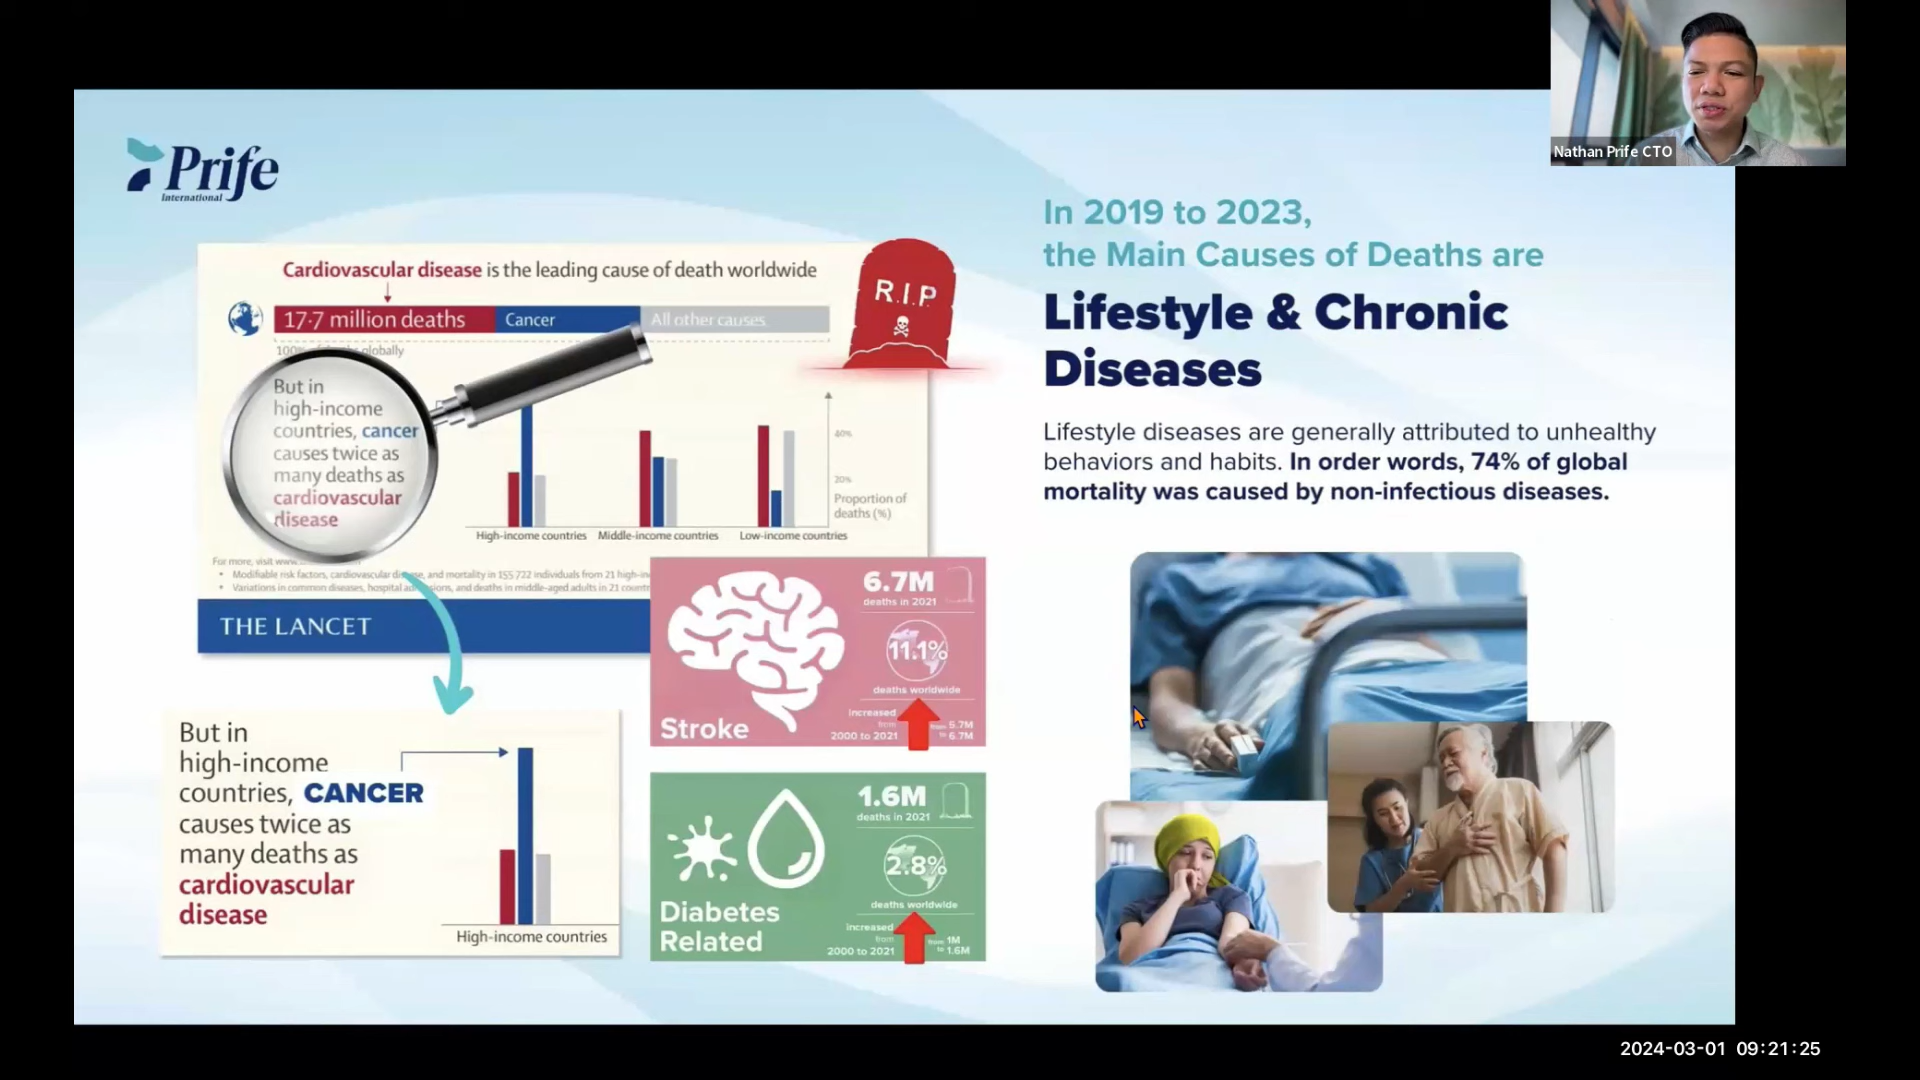 Nathan Prife CTO
Prife
International
In 2019 to 2023,
the Main Causes of Deaths are
Lifestyle & Chronic
Diseases
Lifestyle diseases are generally attributed to unhealthy
behaviors and habits. In order words, 74% of global
mortality was caused by non-infectious diseases.
Cardiovascular disease is the leading cause of death worldwide
17·7 million deaths
Cancer
All other causes
R.I.P
100% globally
But in
high-income
countries, cancer
causes twice as
many deaths as
cardiovascular
disease
40%
20%
Proportion of
deaths (%)
High-income countries
Middle-income countries
Low-income countries
For more, visit www.
• Modifiable risk factors, cardiovascular disease, and mortality in 155 722 individuals from 21 high-in
• Variations in common diseases, hospital admissions, and deaths in middle-aged adults in 21 countr
THE LANCET
6.7M
deaths in 2021
11.1%
deaths worldwide
Increased
from
2000 to 2021
from 5.7M
to 6.7M
Stroke
But in
high-income
countries, CANCER
causes twice as
many deaths as
cardiovascular
disease
High-income countries
1.6M
deaths in 2021
2.8%
deaths worldwide
Increased
from
2000 to 2021
from 1M
to 1.6M
Diabetes
Related
2024-03-01 09:21:25